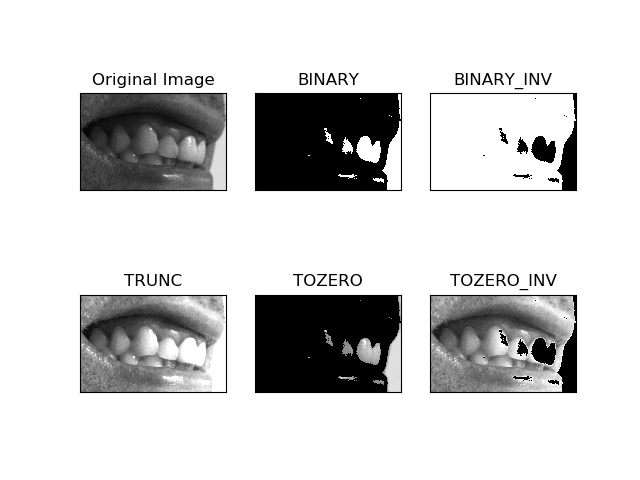 Original Image
BINARY
BINARY_INV
TRUNC
TOZERO
TOZERO_INV